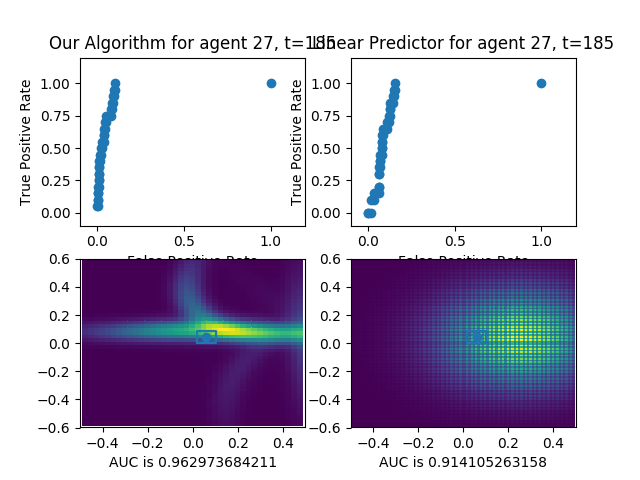 Our Algorithm for agent 27, t=185
Linear Predictor for agent 27, t=185
True Positive Rate
1.00
0.75
0.50
0.25
0.00
0.0 0.5 1.0
False Positive Rate
True Positive Rate
1.00
0.75
0.50
0.25
0.00
0.0 0.5 1.0
False Positive Rate
0.6
0.4
0.2
0.0
−0.2
−0.4
−0.6
−0.4 −0.2 0.0 0.2 0.4
AUC is 0.962973684211
0.6
0.4
0.2
0.0
−0.2
−0.4
−0.6
−0.4 −0.2 0.0 0.2 0.4
AUC is 0.914105263158